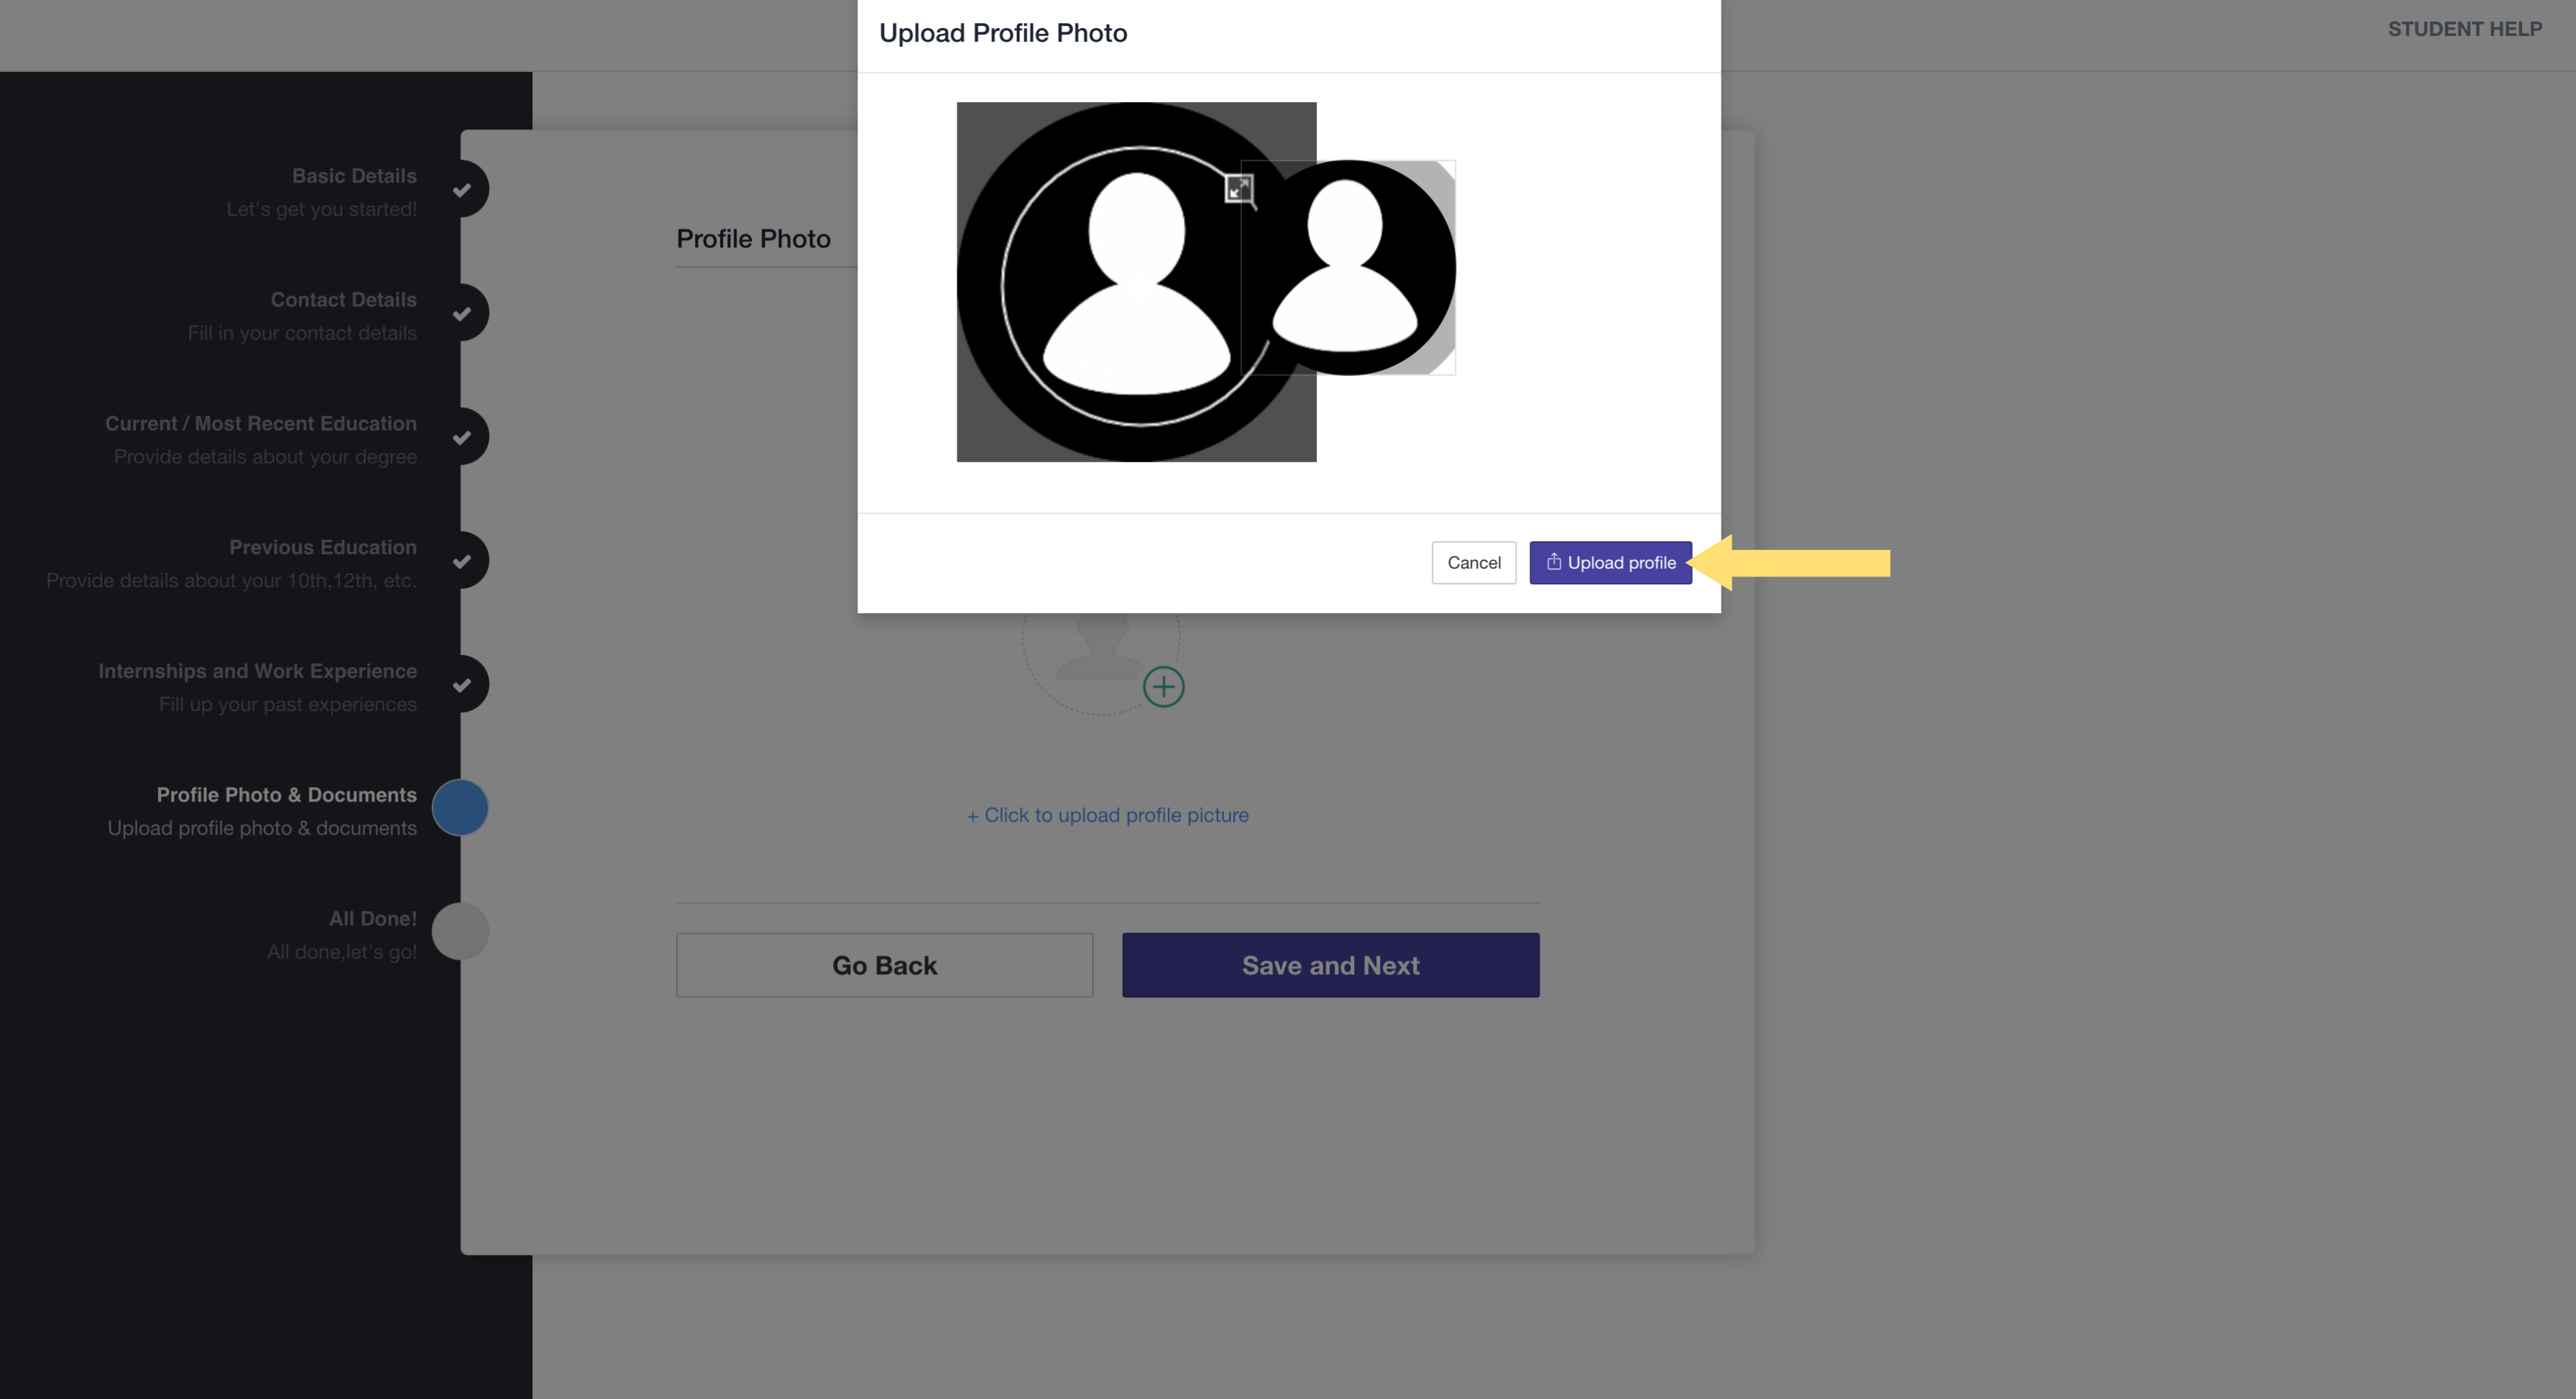 Upload Profile Photo
STUDENT HELP
Basic Details
Let's get you started!
Contact Details
Fill in your contact details
Current / Most Recent Education
Provide details about your degree
Previous Education
Provide details about your 10th,12th, etc.
Internships and Work Experience
Fill up your past experiences
Profile Photo & Documents
Upload profile photo & documents
All Done!
All done,let's go!
Profile Photo
Cancel
Upload profile
+ Click to upload profile picture
Go Back
Save and Next